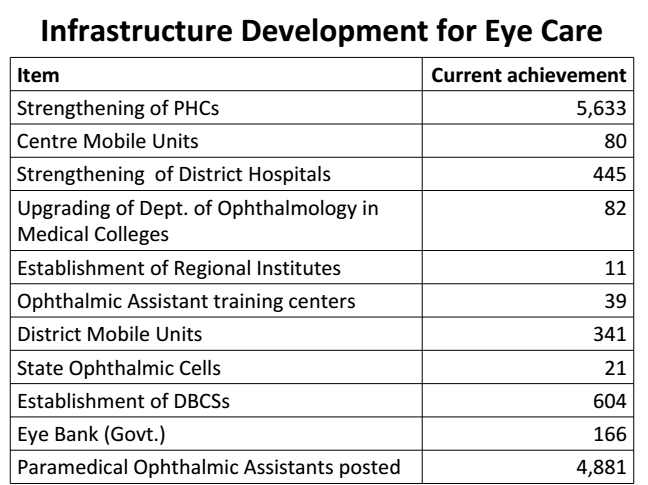 Infrastructure Development for Eye Care
Item Current achievement
Strengthening of PHCs 5,633
Centre Mobile Units 80
Strengthening of District Hospitals 445
Upgrading of Dept. of Ophthalmology in 82
Medical Colleges
Establishment of Regional Institutes 11
Ophthalmic Assistant training centers 39
District Mobile Units 341
State Ophthalmic Cells 21
Establishment of DBCSs 604
Eye Bank (Govt.) 166
Paramedical Ophthalmic Assistants posted 4,881